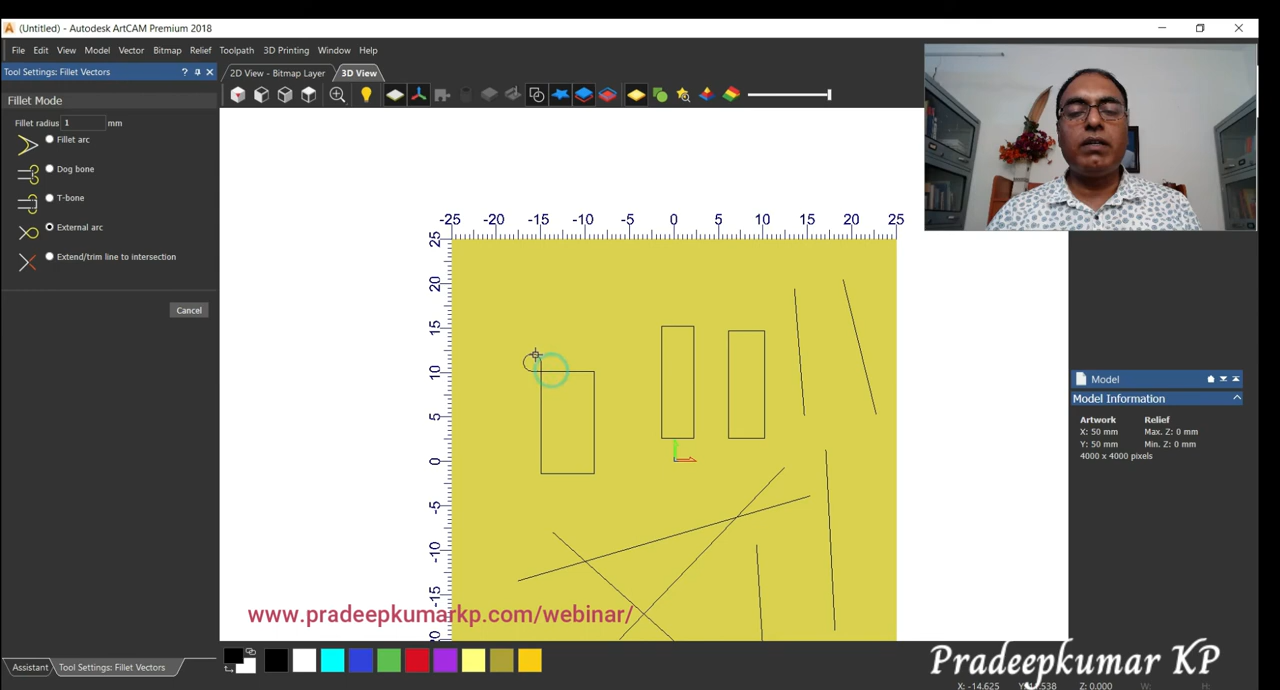 (Untitled) - Autodesk ArtCAM Premium 2018
File Edit View Model Vector Bitmap Relief Toolpath 3D Printing Window Help
Tool Settings: Fillet Vectors
2D View - Bitmap Layer 3D View
Fillet Mode
Fillet radius 1 mm
Fillet arc
Dog bone
T-bone
External arc
Extend/trim line to intersection
Cancel
-25 -20 -15 -10 -5 0 5 10 15 20 25
25
20
15
10
5
0
-5
-10
-15
-20
Model
Model Information
Artwork Relief
X: 50 mm Max. Z: 0 mm
Y: 50 mm Min. Z: 0 mm
4000 x 4000 pixels
www.pradeepkumarkp.com/webinar/
Pradeepkumar KP
Assistant Tool Settings: Fillet Vectors
X: -14.625 Z: 0.000 W: H: